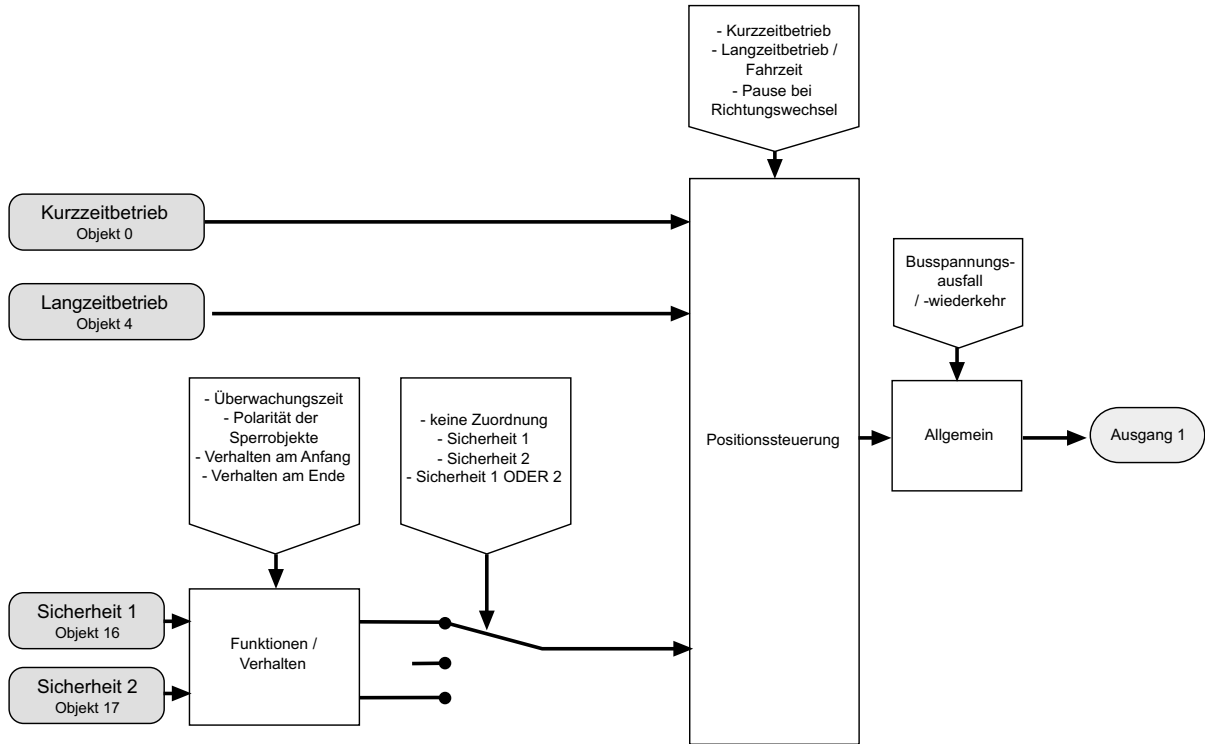 - Kurzzeitbetrieb
- Langzeitbetrieb /
Fahrzeit
- Pause bei
Richtungswechsel
Kurzzeitbetrieb
Objekt 0
Langzeitbetrieb
Objekt 4
Busspannungs-
ausfall
/ -wiederkehr
- Überwachungszeit
- Polarität der
Sperrobjekte
- Verhalten am Anfang
- Verhalten am Ende
- keine Zuordnung
- Sicherheit 1
- Sicherheit 2
- Sicherheit 1 ODER 2
Positionssteuerung
Allgemein
Ausgang 1
Sicherheit 1
Objekt 16
Sicherheit 2
Objekt 17
Funktionen /
Verhalten